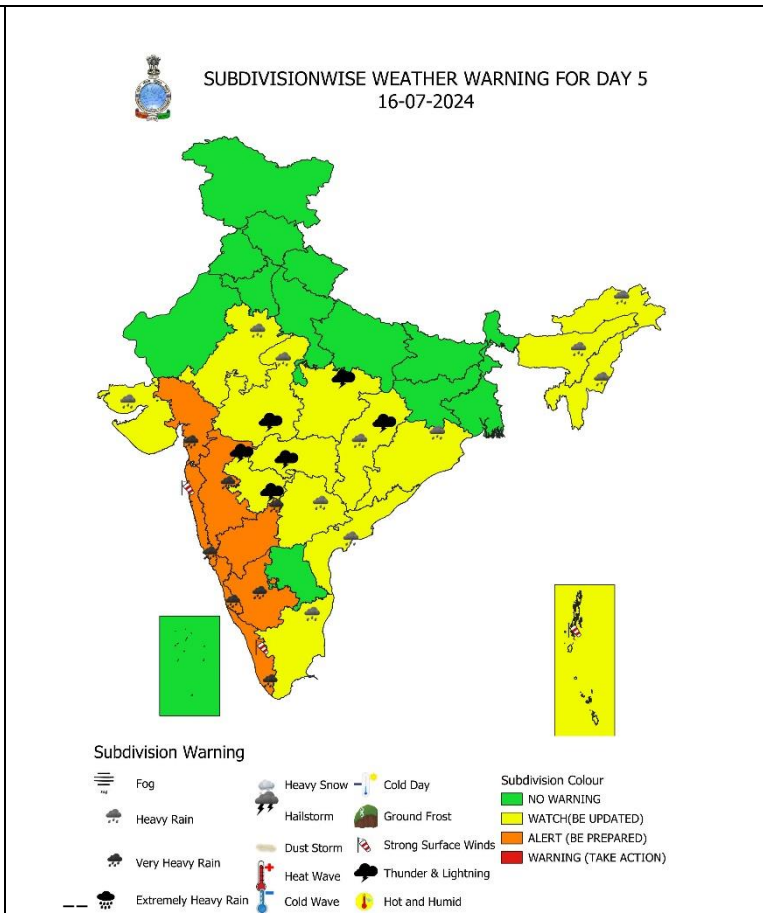 SUBDIVISIONWISE WEATHER WARNING FOR DAY 5
16-07-2024
Subdivision Warning
Fog
Heavy Rain
Very Heavy Rain
Extremely Heavy Rain
Heavy Snow
Hailstorm
Dust Storm
Heat Wave
Cold Wave
Cold Day
Ground Frost
Strong Surface Winds
Thunder & Lightning
Hot and Humid
Subdivision Colour
NO WARNING
WATCH(BE UPDATED)
ALERT (BE PREPARED)
WARNING (TAKE ACTION)